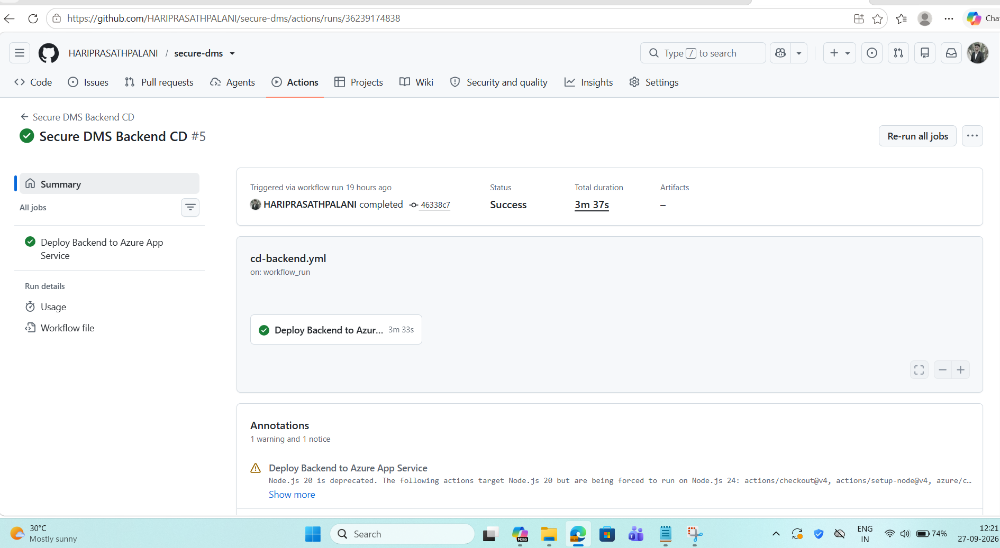 https://github.com/HARIPRASATHPALANI/secure-dms/actions/runs/36239174838
HARIPRASATHPALANI / secure-dms
Type / to search
Code Issues Pull requests Agents Actions Projects Wiki Security and quality Insights Settings
Secure DMS Backend CD
Secure DMS Backend CD #5
Re-run all jobs
Summary
All jobs
Deploy Backend to Azure App
Service
Run details
Usage
Workflow file
Triggered via workflow run 19 hours ago
HARIPRASATHPALANI completed 46338c7
Status
Success
Total duration
3m 37s
Artifacts
–
cd-backend.yml
on: workflow_run
Deploy Backend to Azur... 3m 33s
Annotations
1 warning and 1 notice
Deploy Backend to Azure App Service
Node.js 20 is deprecated. The following actions target Node.js 20 but are being forced to run on Node.js 24: actions/checkout@v4, actions/setup-node@v4, azure/c…
Show more
30°C
Mostly sunny
Search
M365
T
ENG
IN
74%
12:21
27-09-2026